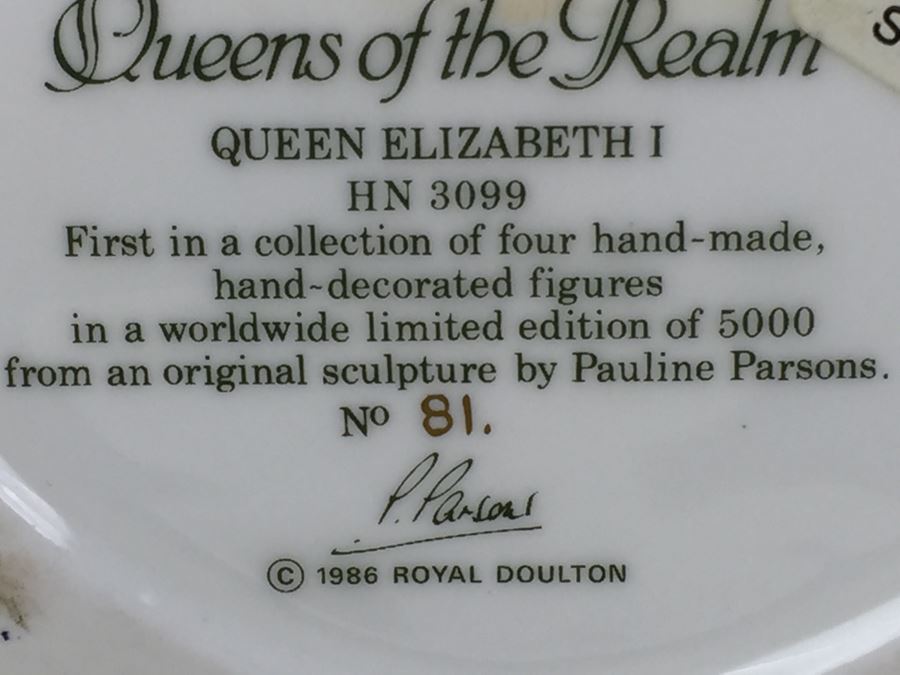 Queens of the Realm
QUEEN ELIZABETH I
HN 3099
First in a collection of four hand-made,
hand-decorated figures
in a worldwide limited edition of 5000
from an original sculpture by Pauline Parsons.
Nº 81.
P. Parsons
© 1986 ROYAL DOULTON